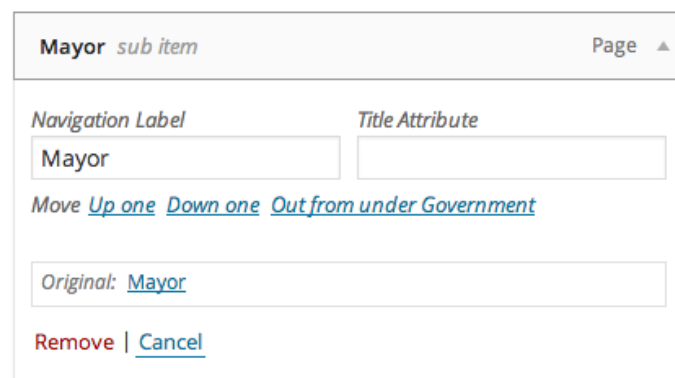 Mayor sub item Page
Navigation Label Title Attribute
Mayor
Move Up one Down one Out from under Government
Original: Mayor
Remove | Cancel